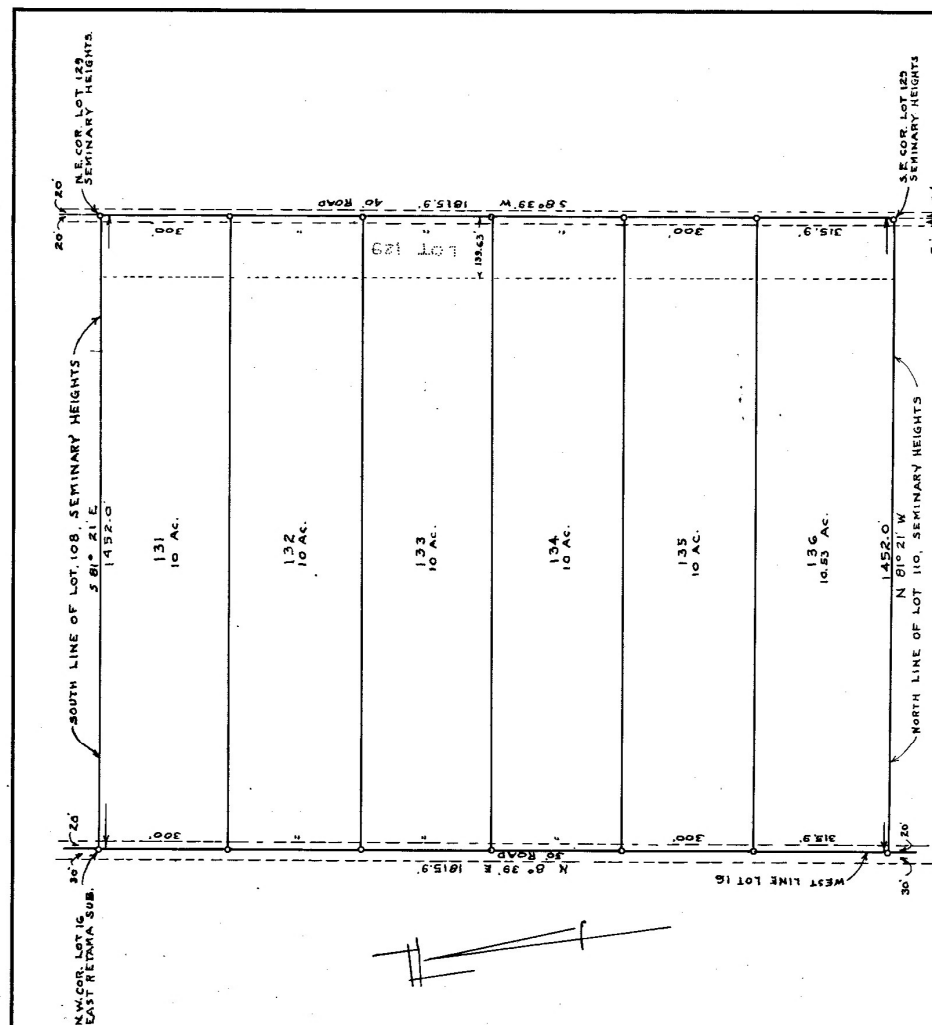 N.E. COR. LOT 129
SEMINARY HEIGHTS.
20'
20'
S 8° 39' W
1815.9'
40' ROAD
S.E. COR. LOT 129
SEMINARY HEIGHTS
300'
"
"
"
300'
315.9'
LOT 129
139.63'
SOUTH LINE OF LOT 108, SEMINARY HEIGHTS
S 81° 21' E
1452.0'
131
10 AC.
132
10 AC.
133
10 AC.
134
10 AC.
135
10 AC.
136
10.53 AC.
1452.0'
N 81° 21' W
NORTH LINE OF LOT 110, SEMINARY HEIGHTS
20'
30'
300'
"
"
"
300'
315.9'
50' ROAD
N 8° 39' E 1815.9'
WEST LINE LOT 16
20'
30'
N.W. COR. LOT 16
EAST RETAMA SUB.